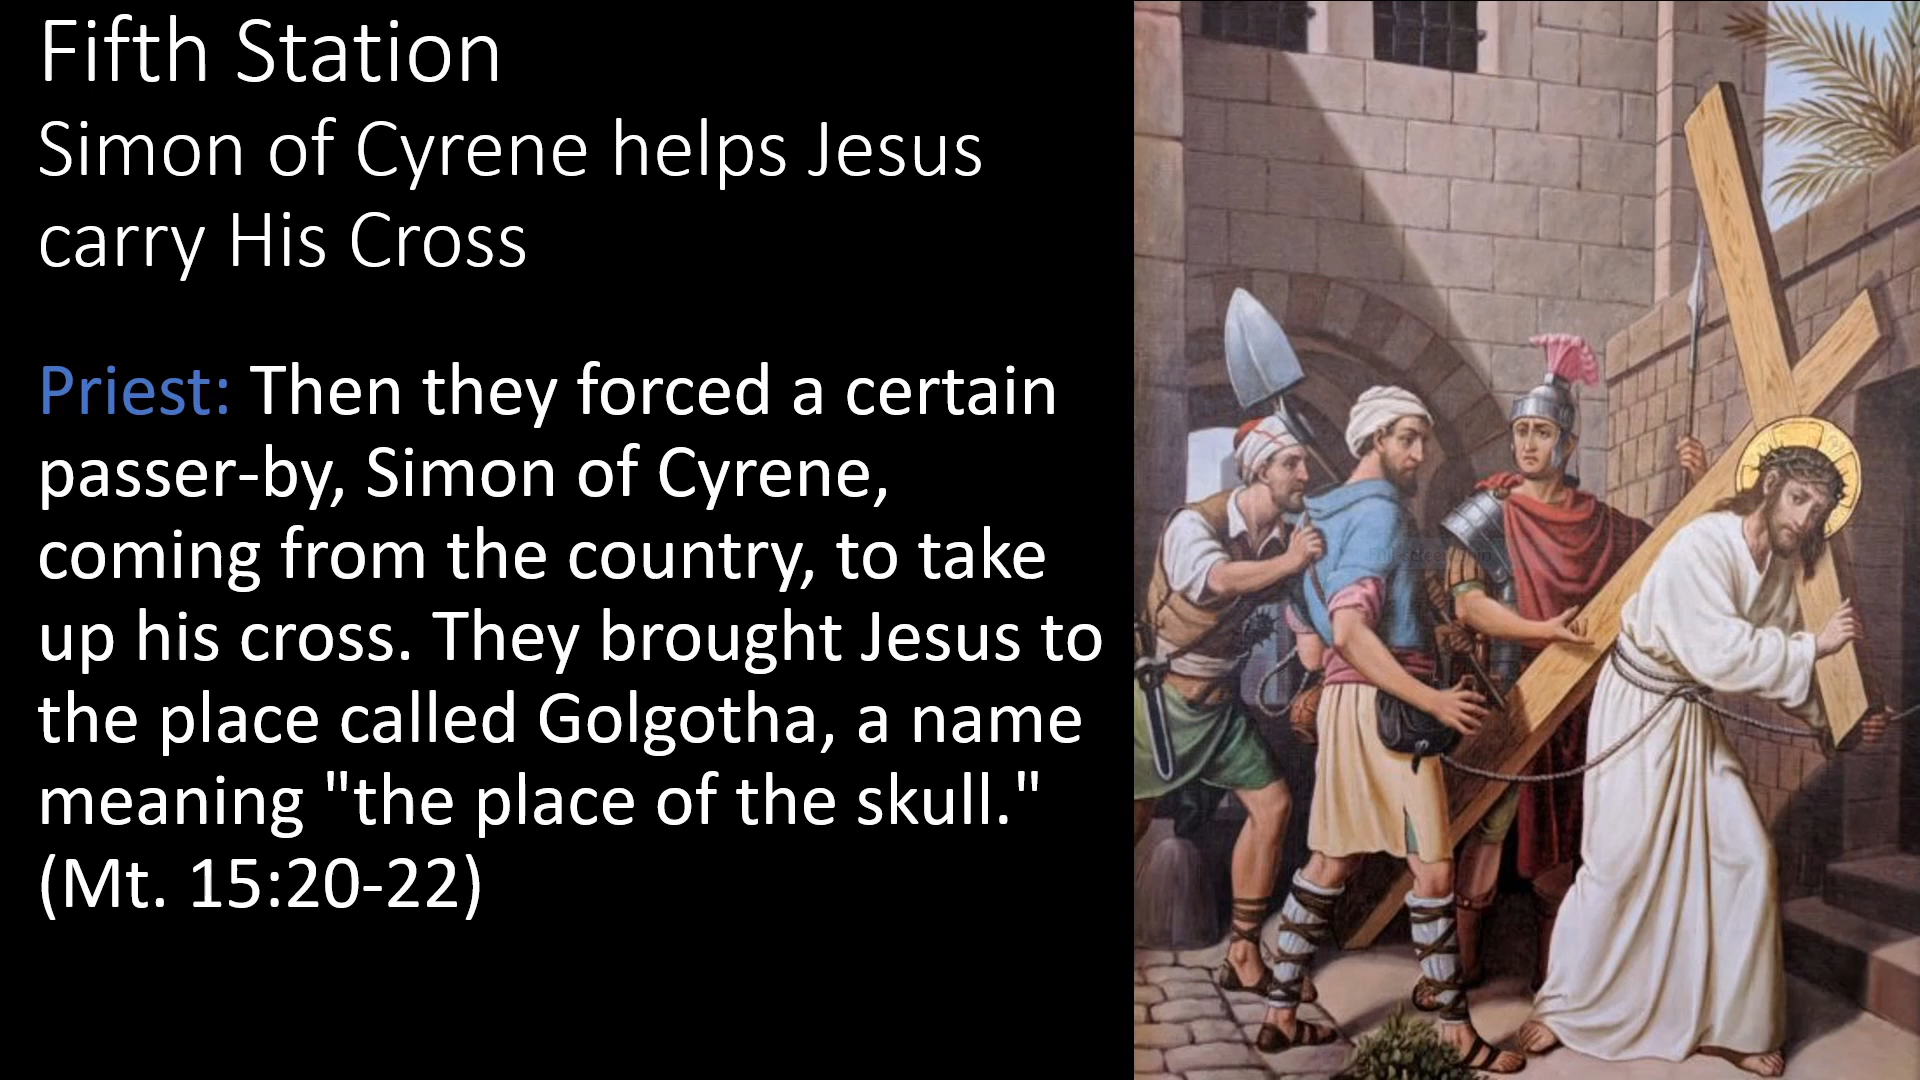 Fifth Station
Simon of Cyrene helps Jesus
carry His Cross
Priest: Then they forced a certain
passer-by, Simon of Cyrene,
coming from the country, to take
up his cross. They brought Jesus to
the place called Golgotha, a name
meaning "the place of the skull."
(Mt. 15:20-22)